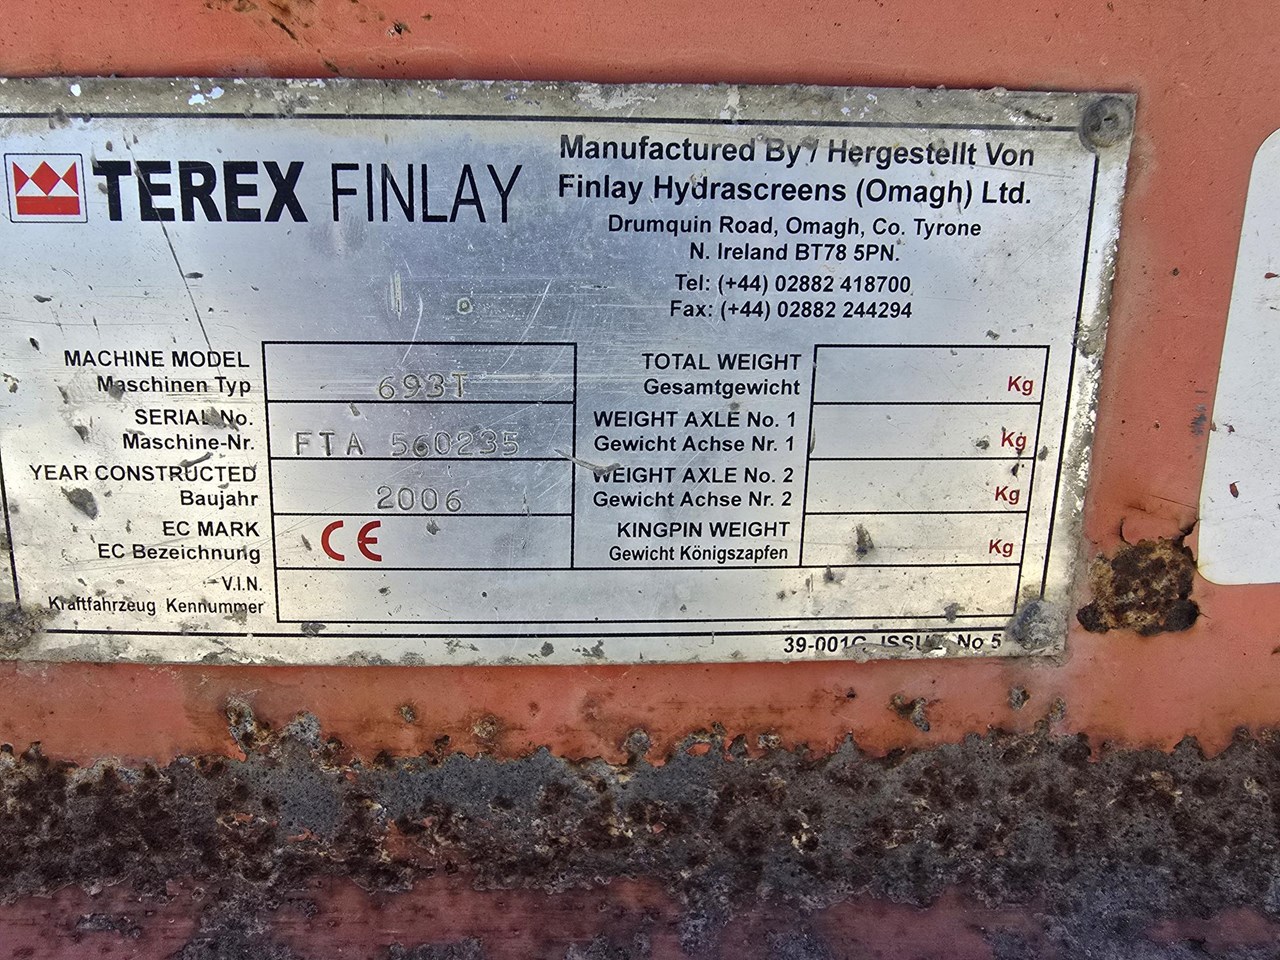 TEREX FINLAY
Manufactured By / Hergestellt Von
Finlay Hydrascreens (Omagh) Ltd.
Drumquin Road, Omagh, Co. Tyrone
N. Ireland BT78 5PN.
Tel: (+44) 02882 418700
Fax: (+44) 02882 244294
MACHINE MODEL
Maschinen Typ
693T
SERIAL No.
Maschine-Nr.
FTA 560235
YEAR CONSTRUCTED
Baujahr
2006
EC MARK
EC Bezeichnung
CE
V.I.N.
Kraftfahrzeug Kennummer
TOTAL WEIGHT
Gesamtgewicht
Kg
WEIGHT AXLE No. 1
Gewicht Achse Nr. 1
Kg
WEIGHT AXLE No. 2
Gewicht Achse Nr. 2
Kg
KINGPIN WEIGHT
Gewicht Königszapfen
Kg
ISSUE No 5